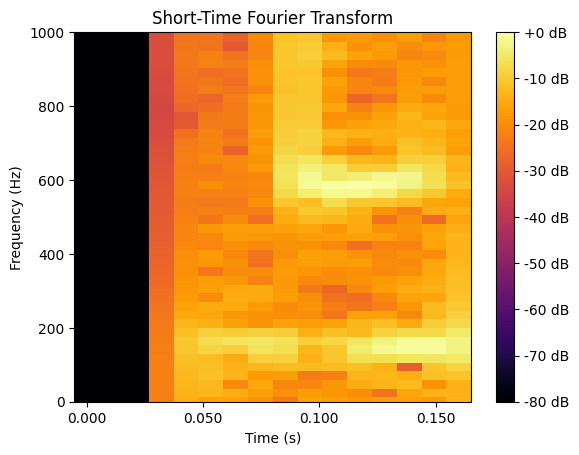 Short-Time Fourier Transform
1000
800
600
400
200
0
Frequency (Hz)
0.000
0.050
0.100
0.150
Time (s)
+0 dB
-10 dB
-20 dB
-30 dB
-40 dB
-50 dB
-60 dB
-70 dB
-80 dB